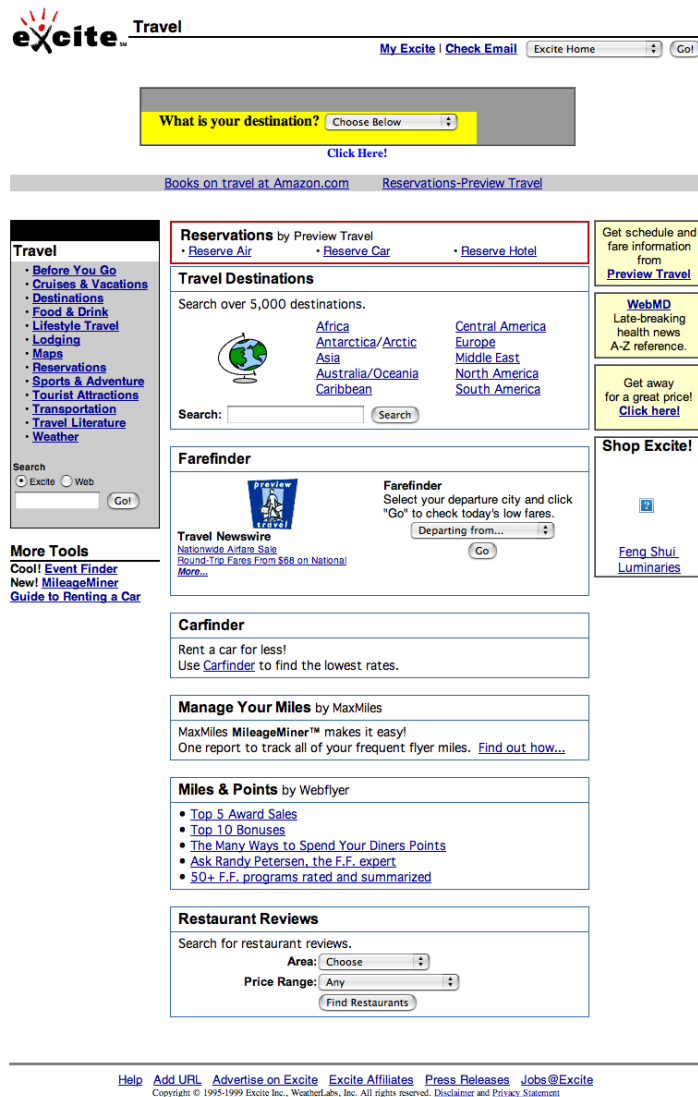 excite SM Travel
My Excite | Check Email Excite Home Go!
What is your destination? Choose Below
Click Here!
Books on travel at Amazon.com Reservations-Preview Travel
Travel
· Before You Go
· Cruises & Vacations
· Destinations
· Food & Drink
· Lifestyle Travel
· Lodging
· Maps
· Reservations
· Sports & Adventure
· Tourist Attractions
· Transportation
· Travel Literature
· Weather
Search
Excite Web
Go!
More Tools
Cool! Event Finder
New! MileageMiner
Guide to Renting a Car
Reservations by Preview Travel
· Reserve Air · Reserve Car · Reserve Hotel
Travel Destinations
Search over 5,000 destinations.
Africa
Antarctica/Arctic
Asia
Australia/Oceania
Caribbean
Central America
Europe
Middle East
North America
South America
Search: Search
Farefinder
preview
travel
Travel Newswire
Nationwide Airfare Sale
Round-Trip Fares From $68 on National
More...
Farefinder
Select your departure city and click
"Go" to check today's low fares.
Departing from...
Go
Carfinder
Rent a car for less!
Use Carfinder to find the lowest rates.
Manage Your Miles by MaxMiles
MaxMiles MileageMiner™ makes it easy!
One report to track all of your frequent flyer miles. Find out how...
Miles & Points by Webflyer
• Top 5 Award Sales
• Top 10 Bonuses
• The Many Ways to Spend Your Diners Points
• Ask Randy Petersen, the F.F. expert
• 50+ F.F. programs rated and summarized
Restaurant Reviews
Search for restaurant reviews.
Area: Choose
Price Range: Any
Find Restaurants
Get schedule and
fare information
from
Preview Travel
WebMD
Late-breaking
health news
A-Z reference.
Get away
for a great price!
Click here!
Shop Excite!
?
Feng Shui
Luminaries
Help Add URL Advertise on Excite Excite Affiliates Press Releases Jobs@Excite
Copyright © 1995-1999 Excite Inc., WeatherLabs, Inc. All rights reserved. Disclaimer and Privacy Statement